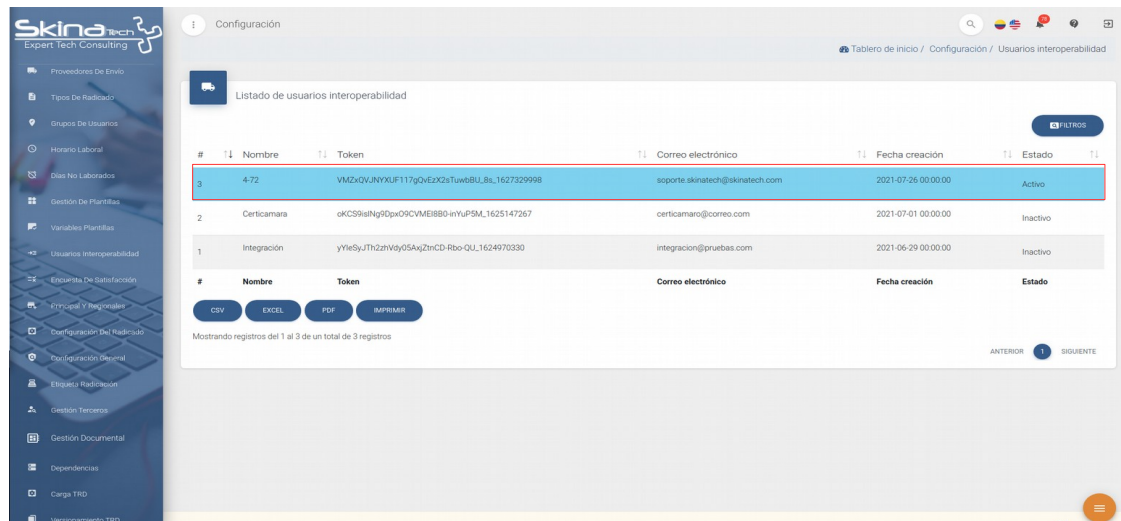 Skina Tech
Expert Tech Consulting
Configuración
76
Tablero de inicio / Configuración / Usuarios interoperabilidad
Proveedores De Envío
Tipos De Radicado
Grupos De Usuarios
Horario Laboral
Días No Laborados
Gestión De Plantillas
Variables Plantillas
Usuarios Interoperabilidad
Encuesta De Satisfacción
Principal Y Regionales
Configuración Del Radicado
Configuración General
Etiqueta Radicación
Gestión Terceros
Gestión Documental
Dependencias
Carga TRD
Versionamiento TRD
Listado de usuarios interoperabilidad
FILTROS
# Nombre Token Correo electrónico Fecha creación Estado
3 4-72 VMZxQVJNYXUF117gQvEzX2sTuwbBU_8s_1627329998 soporte.skinatech@skinatech.com 2021-07-26 00:00:00 Activo
2 Certicamara oKCS9isINg9DpxO9CVMEI8B0-inYuP5M_1625147267 certicamaro@correo.com 2021-07-01 00:00:00 Inactivo
1 Integración yYIeSyJTh2zhVdy05AxjZtnCD-Rbo-QU_1624970330 integracion@pruebas.com 2021-06-29 00:00:00 Inactivo
# Nombre Token Correo electrónico Fecha creación Estado
CSV EXCEL PDF IMPRIMIR
Mostrando registros del 1 al 3 de un total de 3 registros
ANTERIOR 1 SIGUIENTE